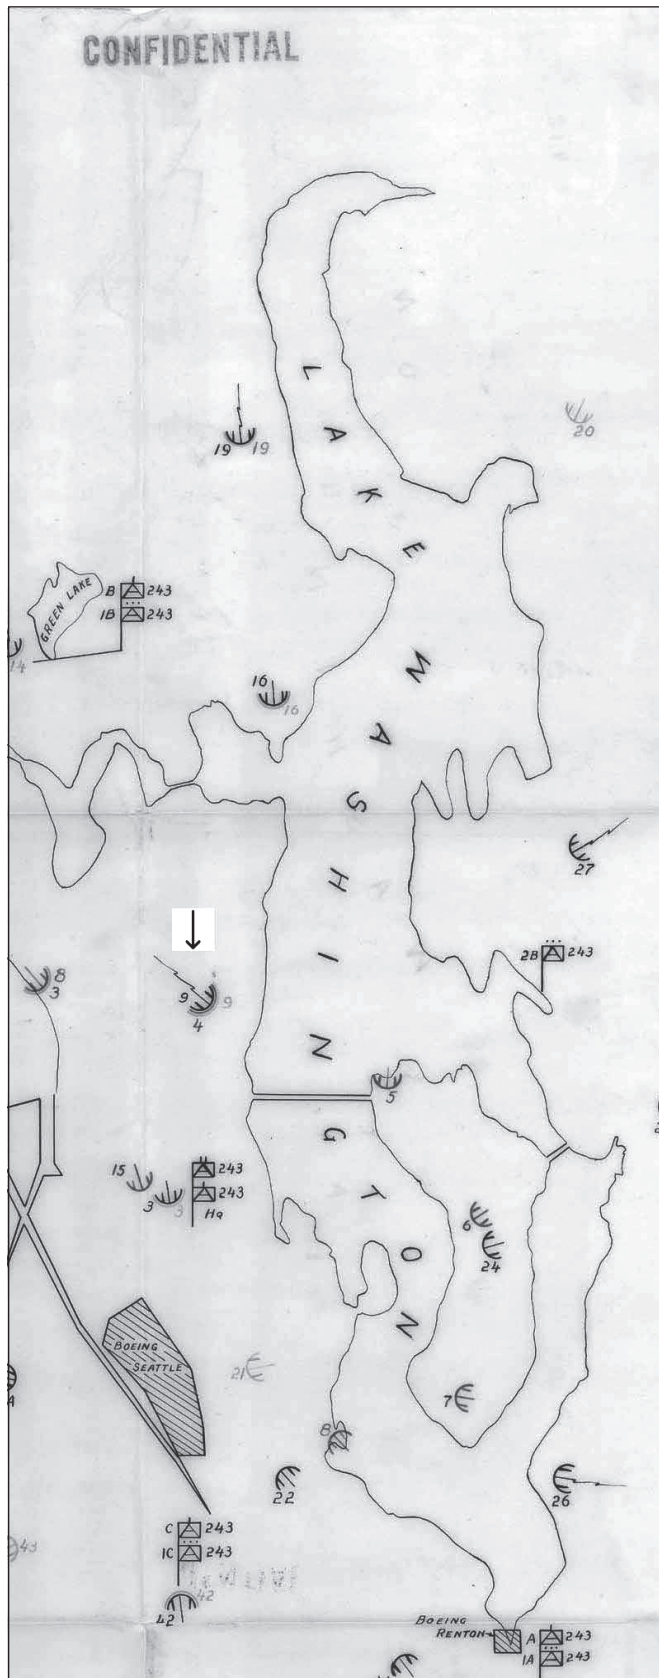 CONFIDENTIAL
LAKE WASHINGTON
19 19
20
GREEN LAKE
B 243
1B 243
14
16
16
27
2B 243
8
3
9 9
4
5
15
3 3
243
243
Hq
6
24
BOEING
SEATTLE
21
7
8
22
26
C 243
1C 243
43
42
42
BOEING
RENTON
A 243
1A 243